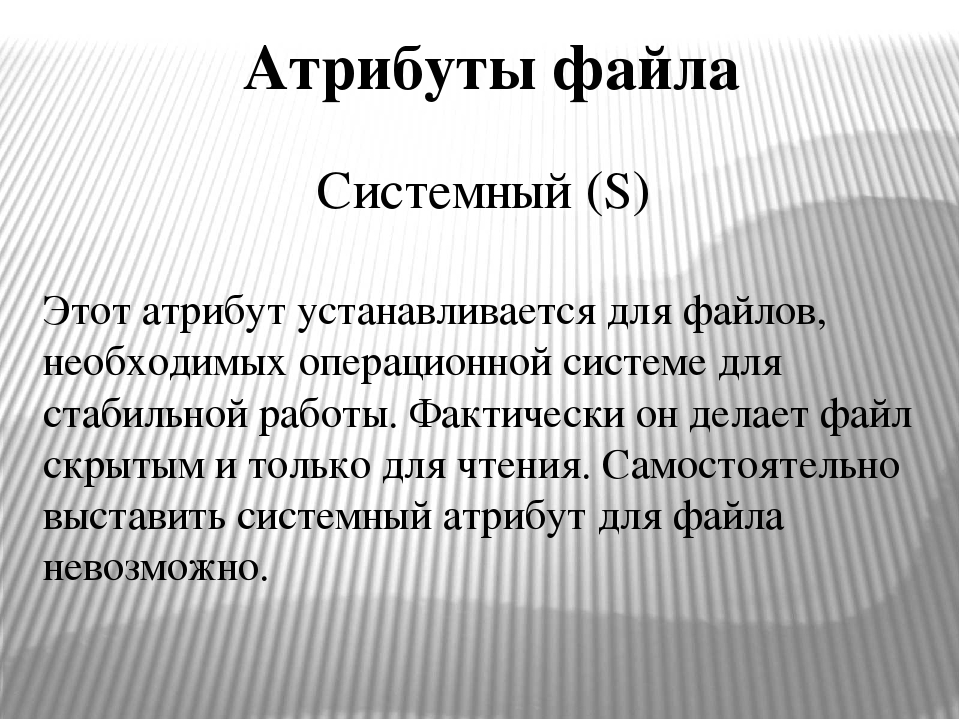 Атрибуты файла
Системный (S)
Этот атрибут устанавливается для файлов,
необходимых операционной системе для
стабильной работы. Фактически он делает файл
скрытым и только для чтения. Самостоятельно
выставить системный атрибут для файла
невозможно.